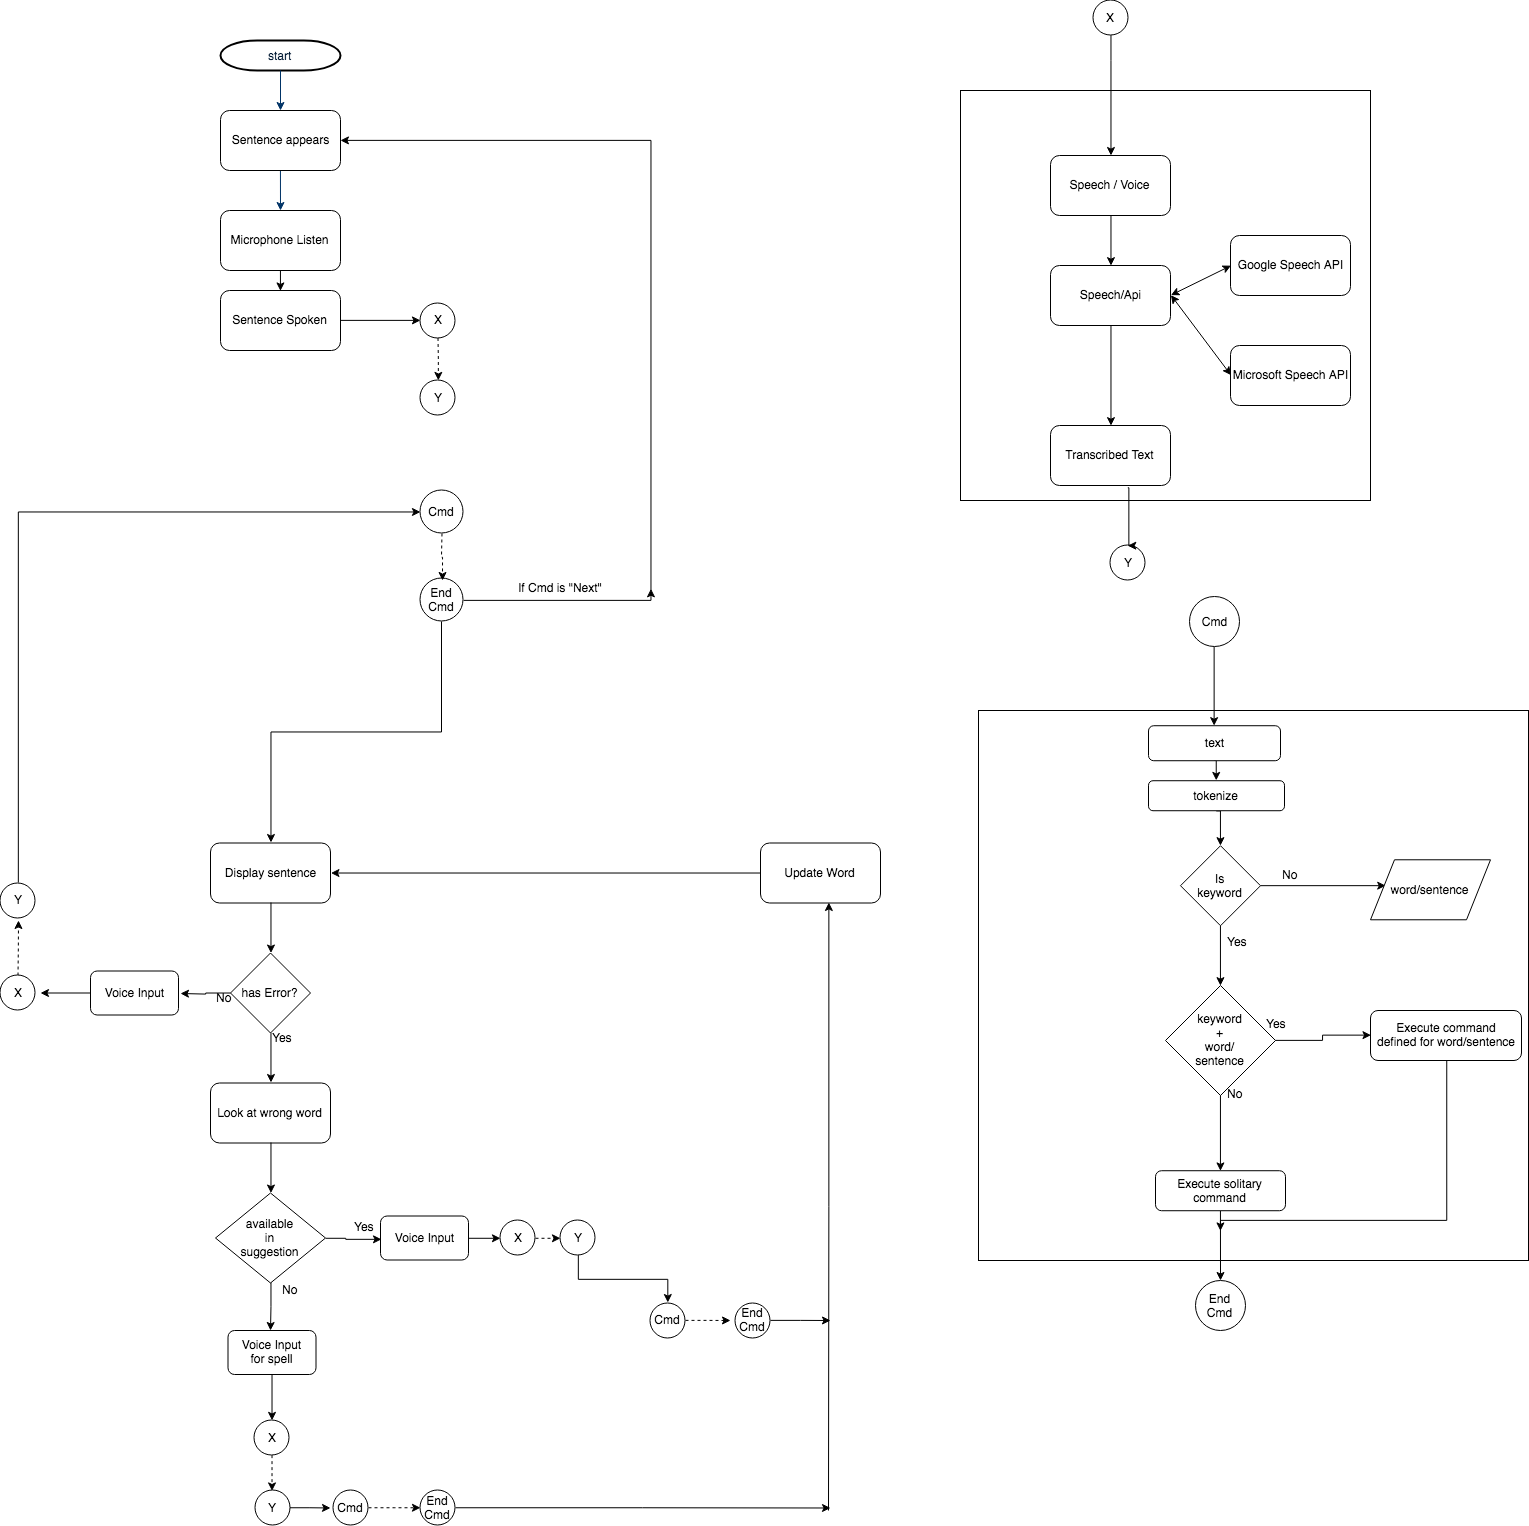 start
Sentence appears
Microphone Listen
Sentence Spoken
X
Y
Cmd
End
Cmd
If Cmd is "Next"
Display sentence
Update Word
Y
X
Voice Input
No
has Error?
Yes
Look at wrong word
available
in
suggestion
Yes
Voice Input
X
Y
Cmd
End
Cmd
No
Voice Input
for spell
X
Y
Cmd
End
Cmd
X
Speech / Voice
Speech/Api
Google Speech API
Microsoft Speech API
Transcribed Text
Y
Cmd
text
tokenize
Is
keyword
No
word/sentence
Yes
keyword
+
word/
sentence
Yes
Execute command
defined for word/sentence
No
Execute solitary
command
End
Cmd